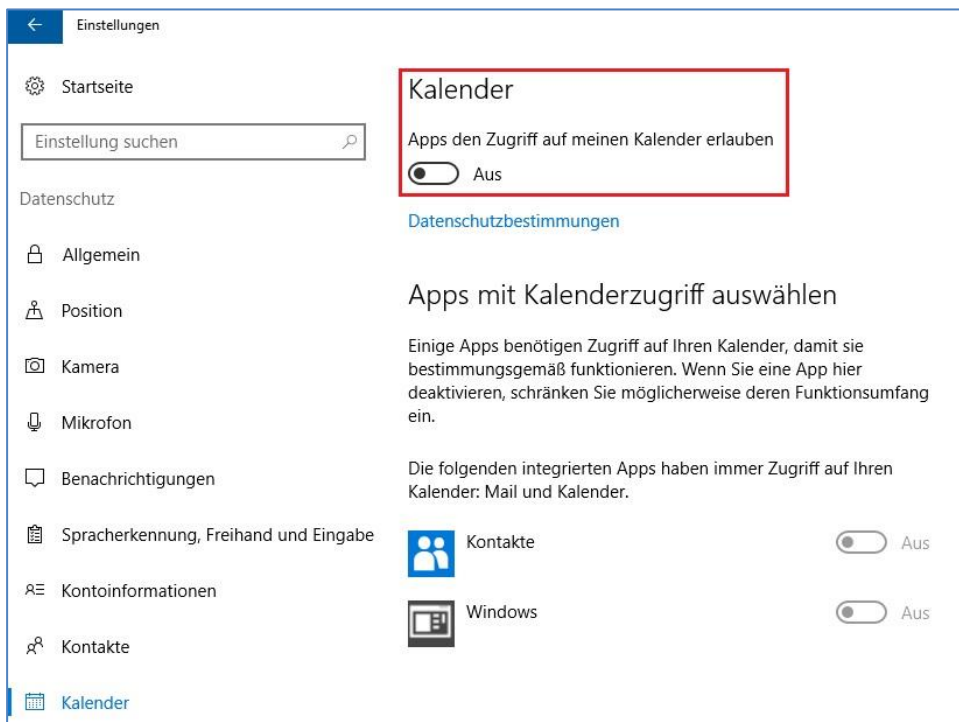 Einstellungen
Startseite
Einstellung suchen
Datenschutz
Allgemein
Position
Kamera
Mikrofon
Benachrichtigungen
Spracherkennung, Freihand und Eingabe
Kontoinformationen
Kontakte
Kalender
Kalender
Apps den Zugriff auf meinen Kalender erlauben
Aus
Datenschutzbestimmungen
Apps mit Kalenderzugriff auswählen
Einige Apps benötigen Zugriff auf Ihren Kalender, damit sie
bestimmungsgemäß funktionieren. Wenn Sie eine App hier
deaktivieren, schränken Sie möglicherweise deren Funktionsumfang
ein.
Die folgenden integrierten Apps haben immer Zugriff auf Ihren
Kalender: Mail und Kalender.
Kontakte Aus
Windows Aus